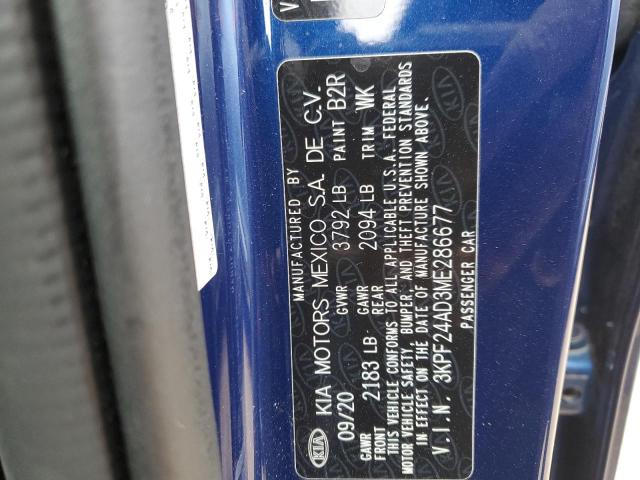 MANUFACTURED BY
KIA KIA MOTORS MEXICO S.A. DE C.V.
09/20 GVWR 3792 LB PAINT B2R
GAWR FRONT 2183 LB GAWR REAR 2094 LB TRIM WK
THIS VEHICLE CONFORMS TO ALL APPLICABLE U.S.A. FEDERAL
MOTOR VEHICLE SAFETY, BUMPER, AND THEFT PREVENTION STANDARDS
IN EFFECT ON THE DATE OF MANUFACTURE SHOWN ABOVE.
V.I.N. 3KPF24AD3ME286677
PASSENGER CAR